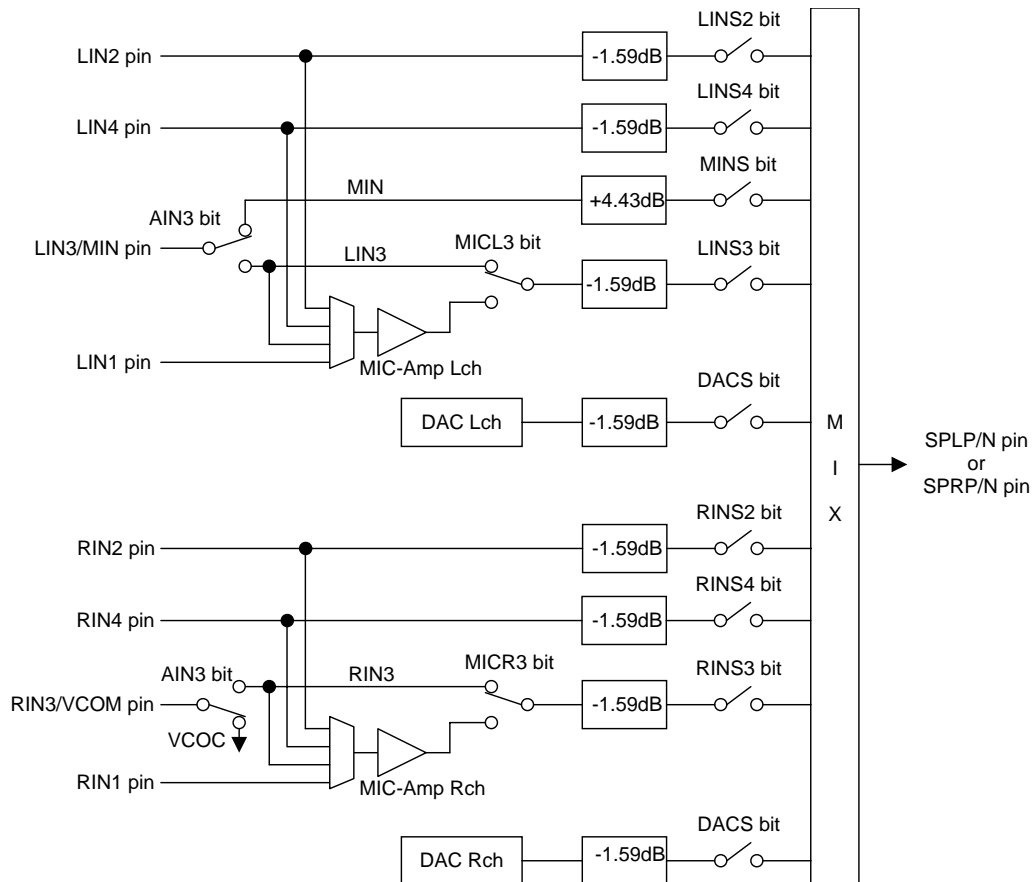 LINS2 bit
LIN2 pin
-1.59dB
LINS4 bit
LIN4 pin
-1.59dB
MINS bit
MIN
+4.43dB
AIN3 bit
LIN3/MIN pin
MICL3 bit
LINS3 bit
LIN3
-1.59dB
LIN1 pin
MIC-Amp Lch
DACS bit
DAC Lch
-1.59dB
M
I
X
SPLP/N pin
or
SPRP/N pin
RINS2 bit
RIN2 pin
-1.59dB
RINS4 bit
RIN4 pin
-1.59dB
AIN3 bit
RIN3
MICR3 bit
RINS3 bit
RIN3/VCOM pin
-1.59dB
VCOC
RIN1 pin
MIC-Amp Rch
DACS bit
DAC Rch
-1.59dB